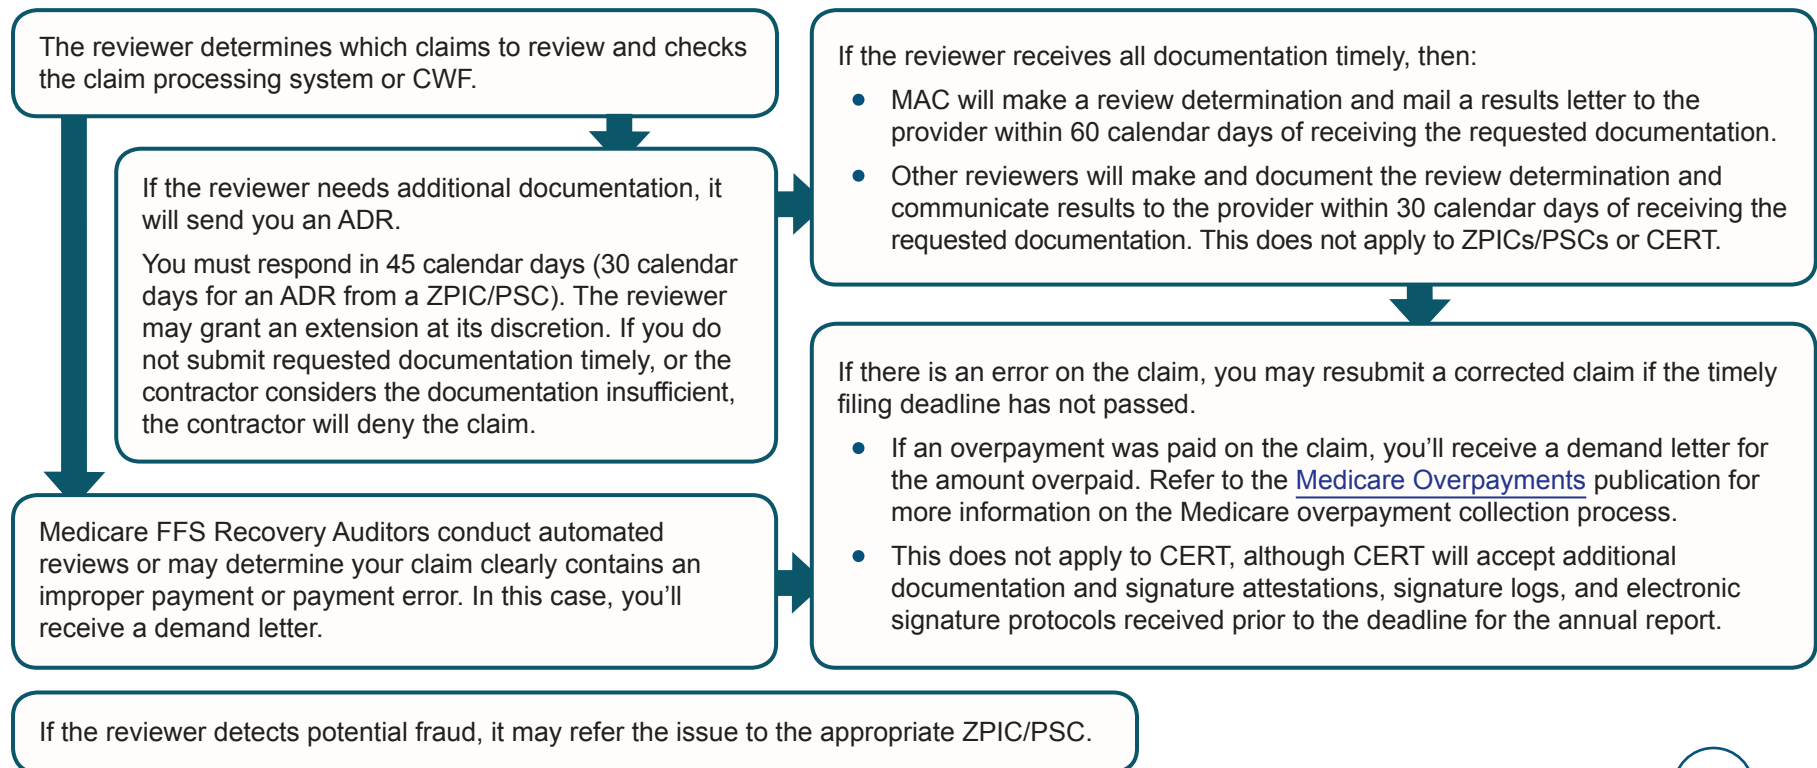 The reviewer determines which claims to review and checks
the claim processing system or CWF.
If the reviewer needs additional documentation, it
will send you an ADR.
You must respond in 45 calendar days (30 calendar
days for an ADR from a ZPIC/PSC). The reviewer
may grant an extension at its discretion. If you do
not submit requested documentation timely, or the
contractor considers the documentation insufficient,
the contractor will deny the claim.
Medicare FFS Recovery Auditors conduct automated
reviews or may determine your claim clearly contains an
improper payment or payment error. In this case, you’ll
receive a demand letter.
If the reviewer receives all documentation timely, then:
• MAC will make a review determination and mail a results letter to the
provider within 60 calendar days of receiving the requested documentation.
• Other reviewers will make and document the review determination and
communicate results to the provider within 30 calendar days of receiving the
requested documentation. This does not apply to ZPICs/PSCs or CERT.
If there is an error on the claim, you may resubmit a corrected claim if the timely
filing deadline has not passed.
• If an overpayment was paid on the claim, you’ll receive a demand letter for
the amount overpaid. Refer to the Medicare Overpayments publication for
more information on the Medicare overpayment collection process.
• This does not apply to CERT, although CERT will accept additional
documentation and signature attestations, signature logs, and electronic
signature protocols received prior to the deadline for the annual report.
If the reviewer detects potential fraud, it may refer the issue to the appropriate ZPIC/PSC.